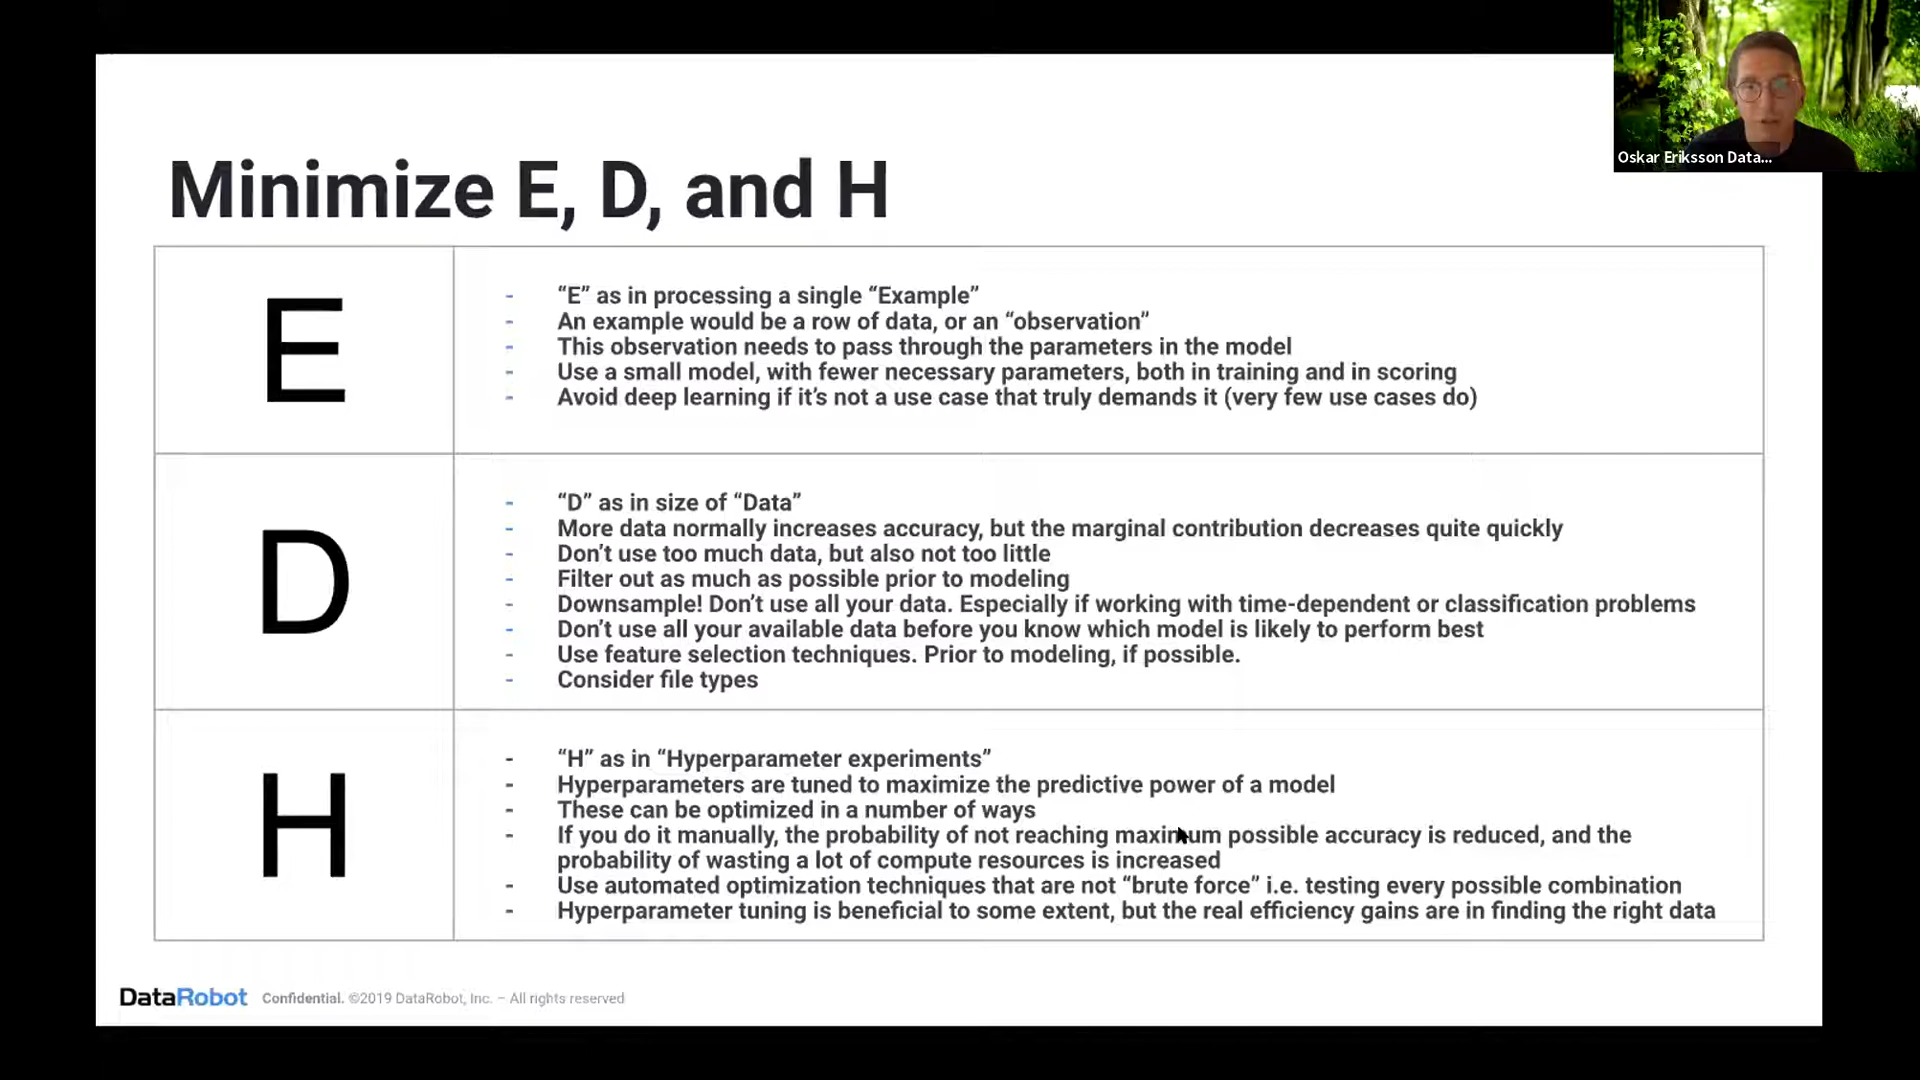 Oskar Eriksson Data...
Minimize E, D, and H
E
- “E” as in processing a single “Example”
- An example would be a row of data, or an “observation”
- This observation needs to pass through the parameters in the model
- Use a small model, with fewer necessary parameters, both in training and in scoring
- Avoid deep learning if it’s not a use case that truly demands it (very few use cases do)
D
- “D” as in size of “Data”
- More data normally increases accuracy, but the marginal contribution decreases quite quickly
- Don’t use too much data, but also not too little
- Filter out as much as possible prior to modeling
- Downsample! Don’t use all your data. Especially if working with time-dependent or classification problems
- Don’t use all your available data before you know which model is likely to perform best
- Use feature selection techniques. Prior to modeling, if possible.
- Consider file types
H
- “H” as in “Hyperparameter experiments”
- Hyperparameters are tuned to maximize the predictive power of a model
- These can be optimized in a number of ways
- If you do it manually, the probability of not reaching maximum possible accuracy is reduced, and the
probability of wasting a lot of compute resources is increased
- Use automated optimization techniques that are not “brute force” i.e. testing every possible combination
- Hyperparameter tuning is beneficial to some extent, but the real efficiency gains are in finding the right data
DataRobot Confidential. ©2019 DataRobot, Inc. – All rights reserved